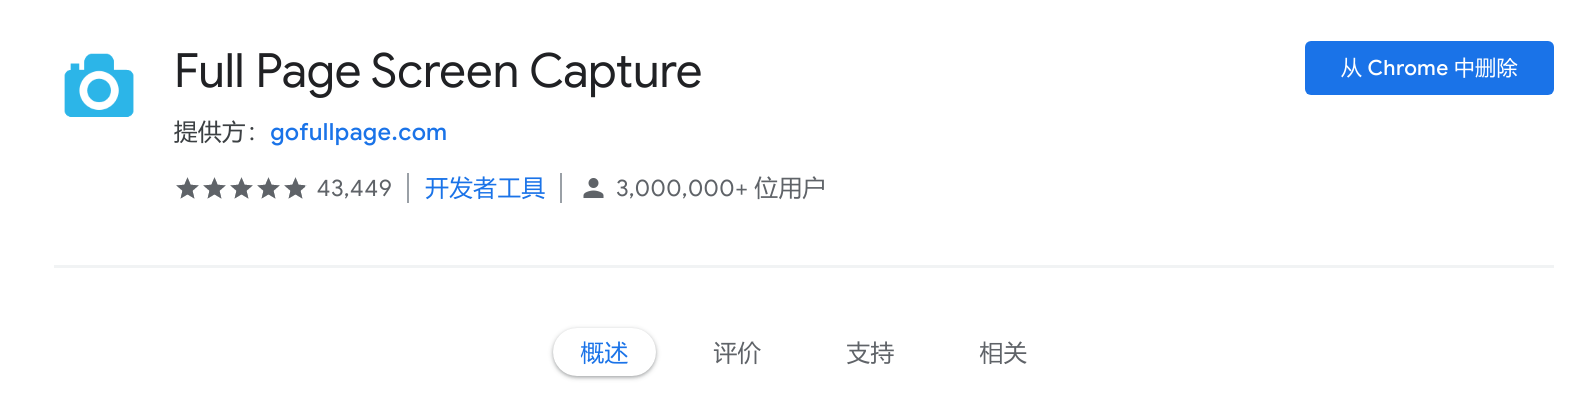 Full Page Screen Capture
从 Chrome 中删除
提供方： gofullpage.com
43,449 开发者工具 3,000,000+ 位用户
概述 评价 支持 相关